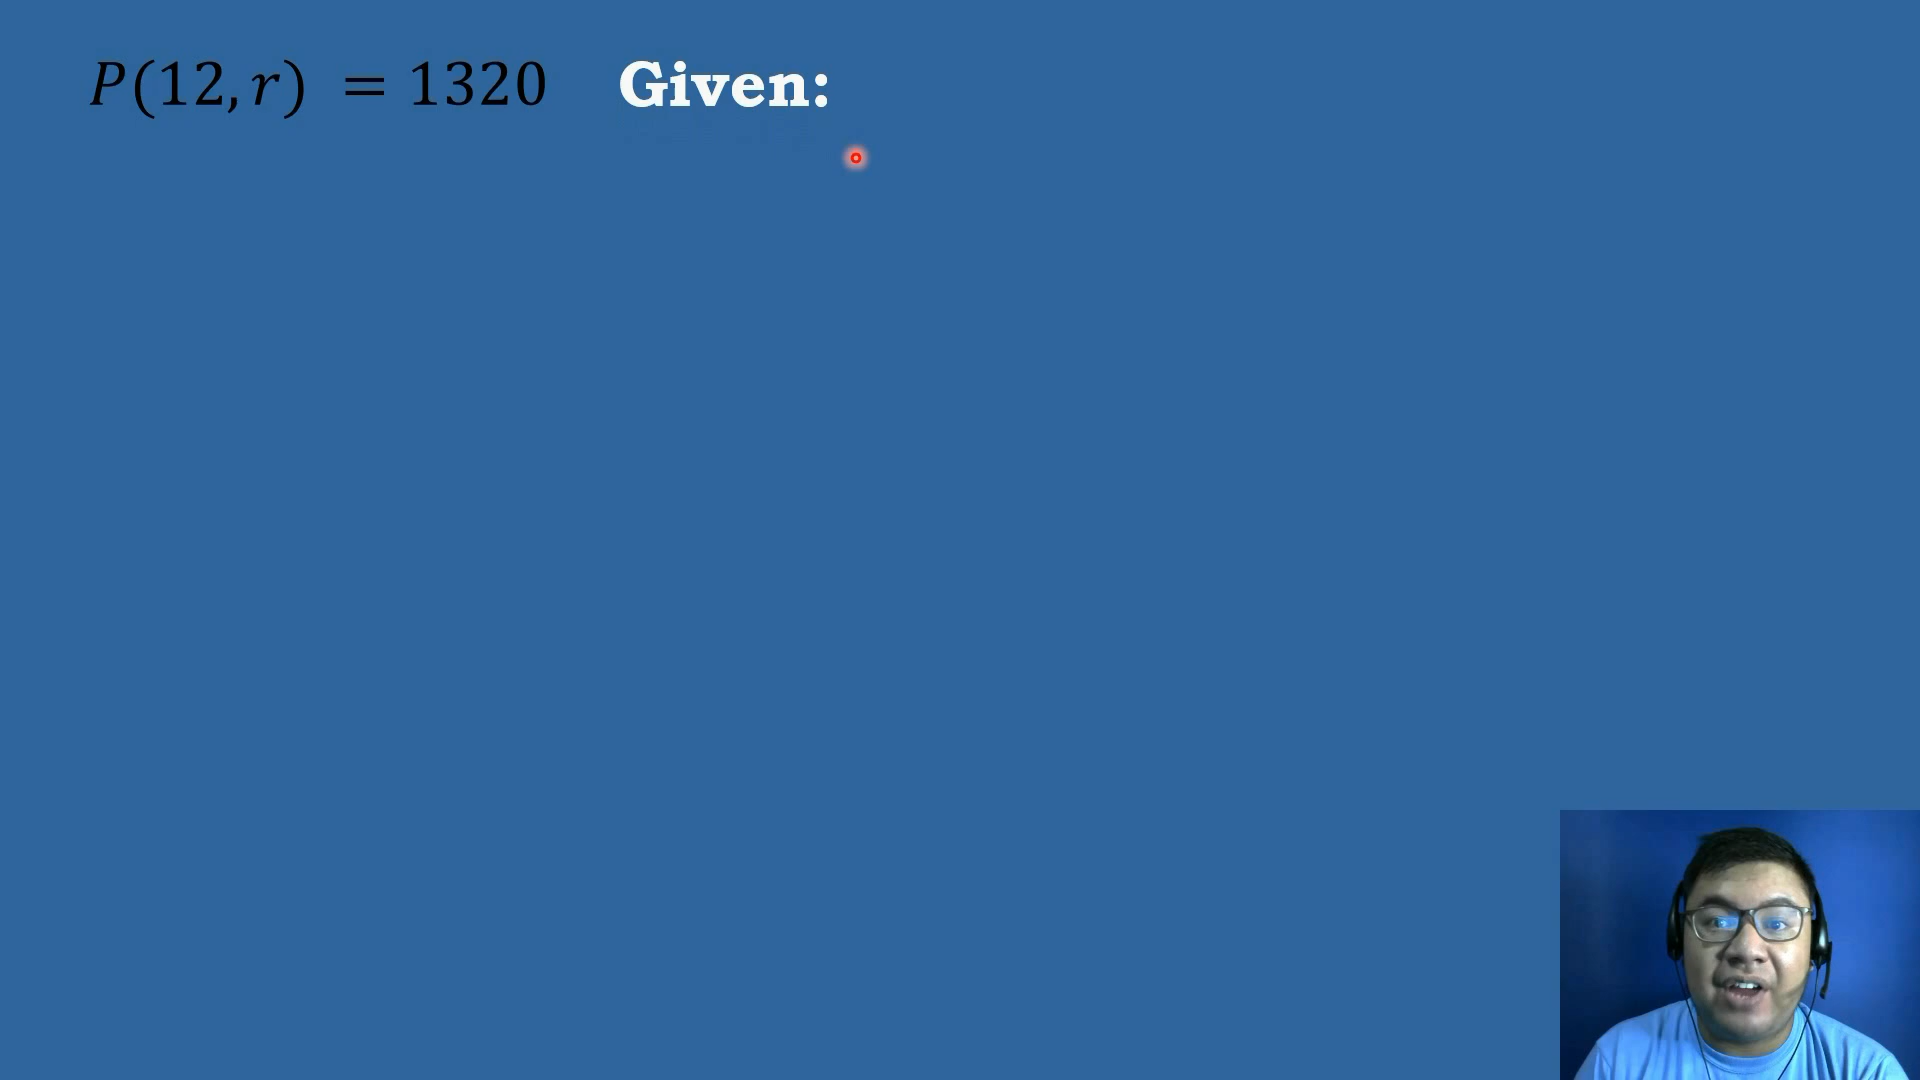 P(12, r) = 1320 Given: